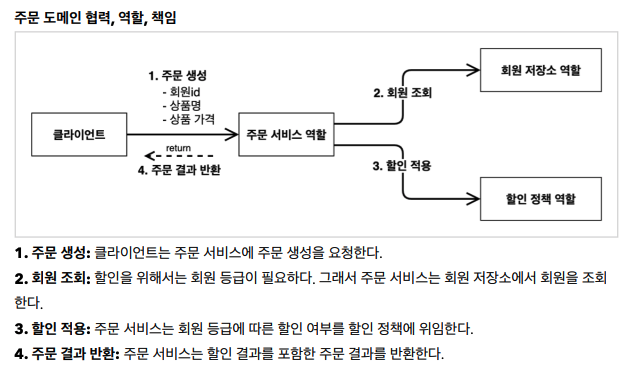 주문 도메인 협력, 역할, 책임
1. 주문 생성
- 회원id
- 상품명
- 상품 가격
클라이언트
주문 서비스 역할
return
4. 주문 결과 반환
2. 회원 조회
회원 저장소 역할
3. 할인 적용
할인 정책 역할
1. 주문 생성: 클라이언트는 주문 서비스에 주문 생성을 요청한다.
2. 회원 조회: 할인을 위해서는 회원 등급이 필요하다. 그래서 주문 서비스는 회원 저장소에서 회원을 조회
한다.
3. 할인 적용: 주문 서비스는 회원 등급에 따른 할인 여부를 할인 정책에 위임한다.
4. 주문 결과 반환: 주문 서비스는 할인 결과를 포함한 주문 결과를 반환한다.